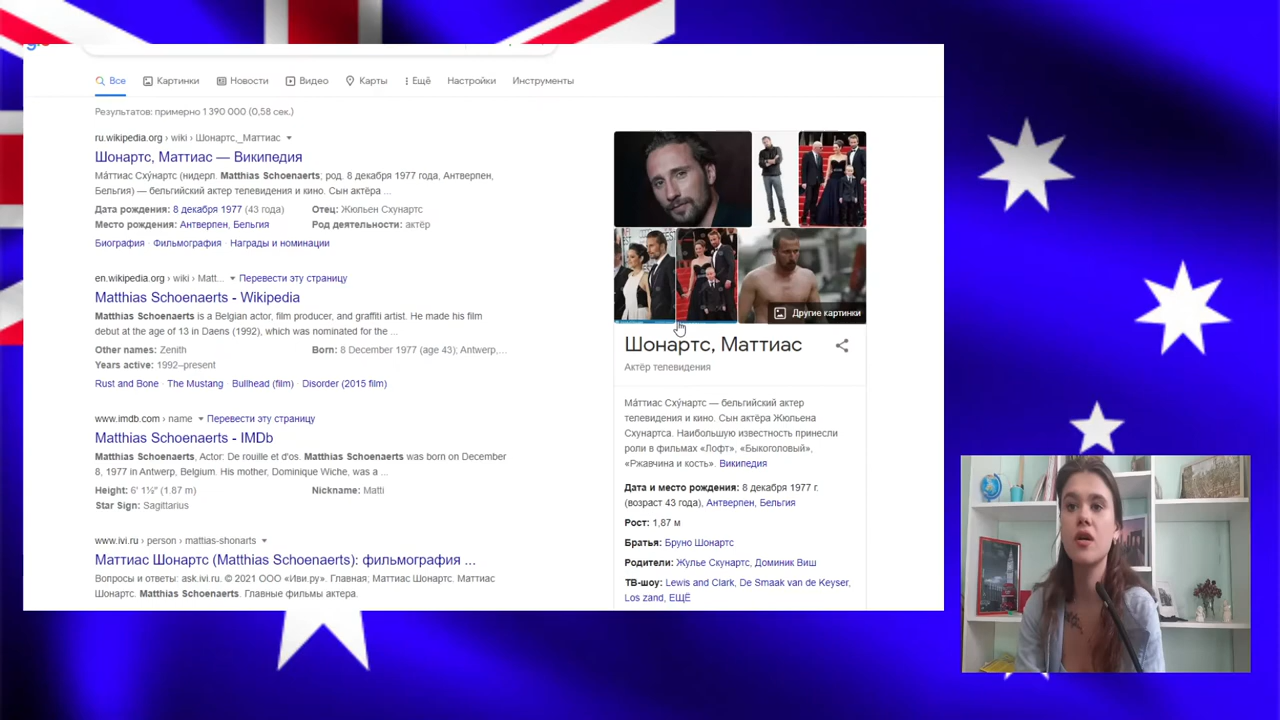 Все Картинки Новости Видео Карты Ещё Настройки Инструменты
Результатов: примерно 1 390 000 (0,58 сек.)
ru.wikipedia.org › wiki › Шонартс,_Маттиас
Шонартс, Маттиас — Википедия
Ма́ттиас Сху́нартс (нидерл. Matthias Schoenaerts; род. 8 декабря 1977 года, Антверпен,
Бельгия) — бельгийский актёр телевидения и кино. Сын актёра ...
Дата рождения: 8 декабря 1977 (43 года) Отец: Жюльен Схунартс
Место рождения: Антверпен, Бельгия Род деятельности: актёр
Биография · Фильмография · Награды и номинации
en.wikipedia.org › wiki › Matt... Перевести эту страницу
Matthias Schoenaerts - Wikipedia
Matthias Schoenaerts is a Belgian actor, film producer, and graffiti artist. He made his film
debut at the age of 13 in Daens (1992), which was nominated for the ...
Other names: Zenith Born: 8 December 1977 (age 43); Antwerp,...
Years active: 1992–present
Rust and Bone · The Mustang · Bullhead (film) · Disorder (2015 film)
www.imdb.com › name Перевести эту страницу
Matthias Schoenaerts - IMDb
Matthias Schoenaerts, Actor: De rouille et d'os. Matthias Schoenaerts was born on December
8, 1977 in Antwerp, Belgium. His mother, Dominique Wiche, was a ...
Height: 6' 1½" (1.87 m) Nickname: Matti
Star Sign: Sagittarius
www.ivi.ru › person › mattias-shonarts
Маттиас Шонартс (Matthias Schoenaerts): фильмография ...
Вопросы и ответы: ask.ivi.ru. © 2021 ООО «Иви.ру». Главная; Маттиас Шонартс. Маттиас
Шонартс. Matthias Schoenaerts. Главные фильмы актера.
Другие картинки
Шонартс, Маттиас
Актёр телевидения
Ма́ттиас Сху́нартс — бельгийский актер
телевидения и кино. Сын актёра Жюльена
Схунартса. Наибольшую известность принесли
роли в фильмах «Лофт», «Быкоголовый»,
«Ржавчина и кость». Википедия
Дата и место рождения: 8 декабря 1977 г.
(возраст 43 года), Антверпен, Бельгия
Рост: 1,87 м
Братья: Бруно Шонартс
Родители: Жулье Скунартс, Доминик Виш
ТВ-шоу: Lewis and Clark, De Smaak van de Keyser,
Los zand, ЕЩЁ